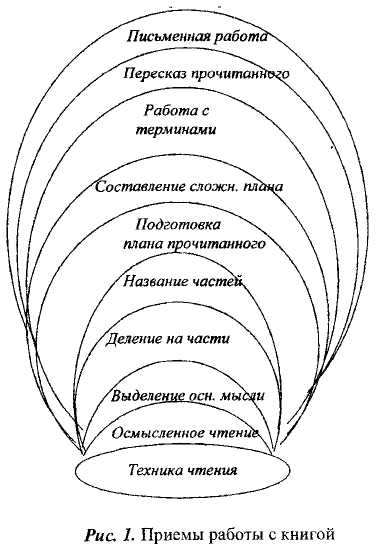 Письменная работа
Пересказ прочитанного
Работа с
терминами
Составление сложн. плана
Подготовка
плана прочитанного
Название частей
Деление на части
Выделение осн. мысли
Осмысленное чтение
Техника чтения
Рис. 1. Приемы работы с книгой